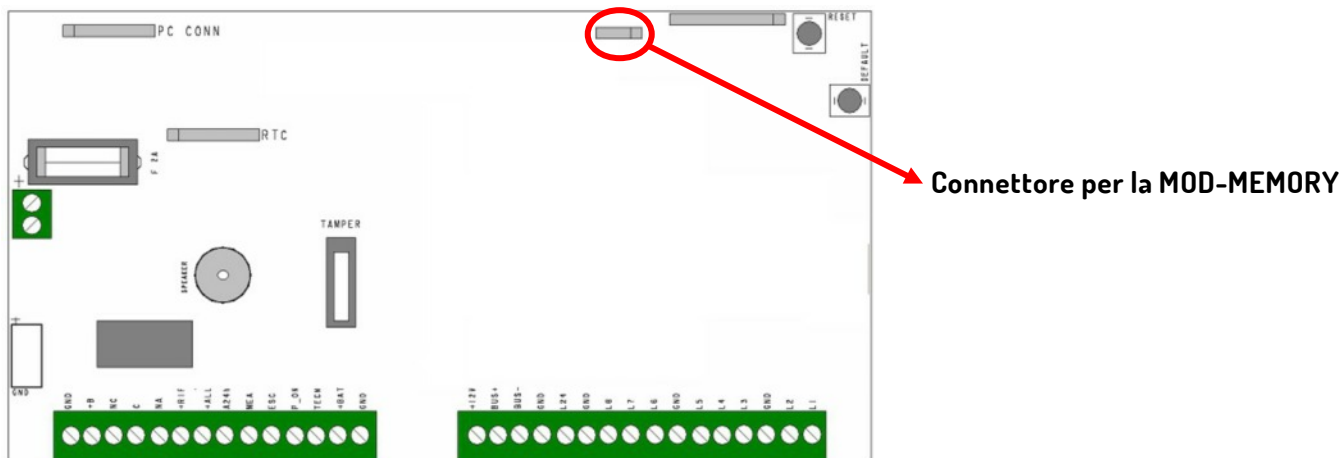 RESET
PC CONN
DEFAULT
RTC
F 2A
Connettore per la MOD-MEMORY
+
TAMPER
SPEAKER
+
GND
GND +B NC C NA +RIF +ALL A24H MEA ESC P_ON TECM +BAT GND
+12V BUS+ BUS- GND L24 GND L8 L7 L6 GND L5 L4 L3 GND L2 L1